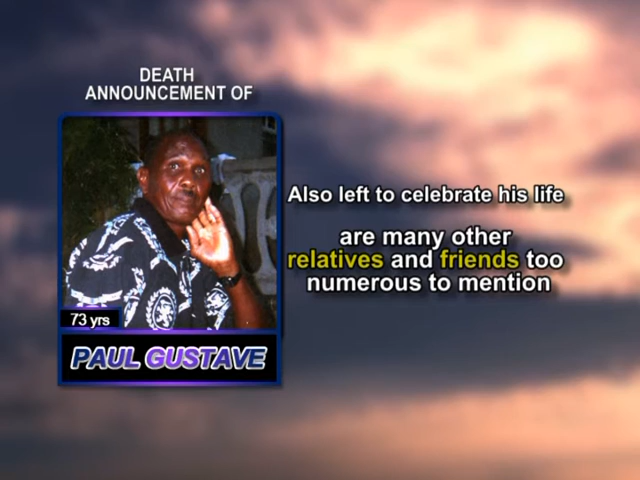 DEATH
ANNOUNCEMENT OF
73 yrs
PAUL GUSTAVE
Also left to celebrate his life
are many other
relatives and friends too
numerous to mention